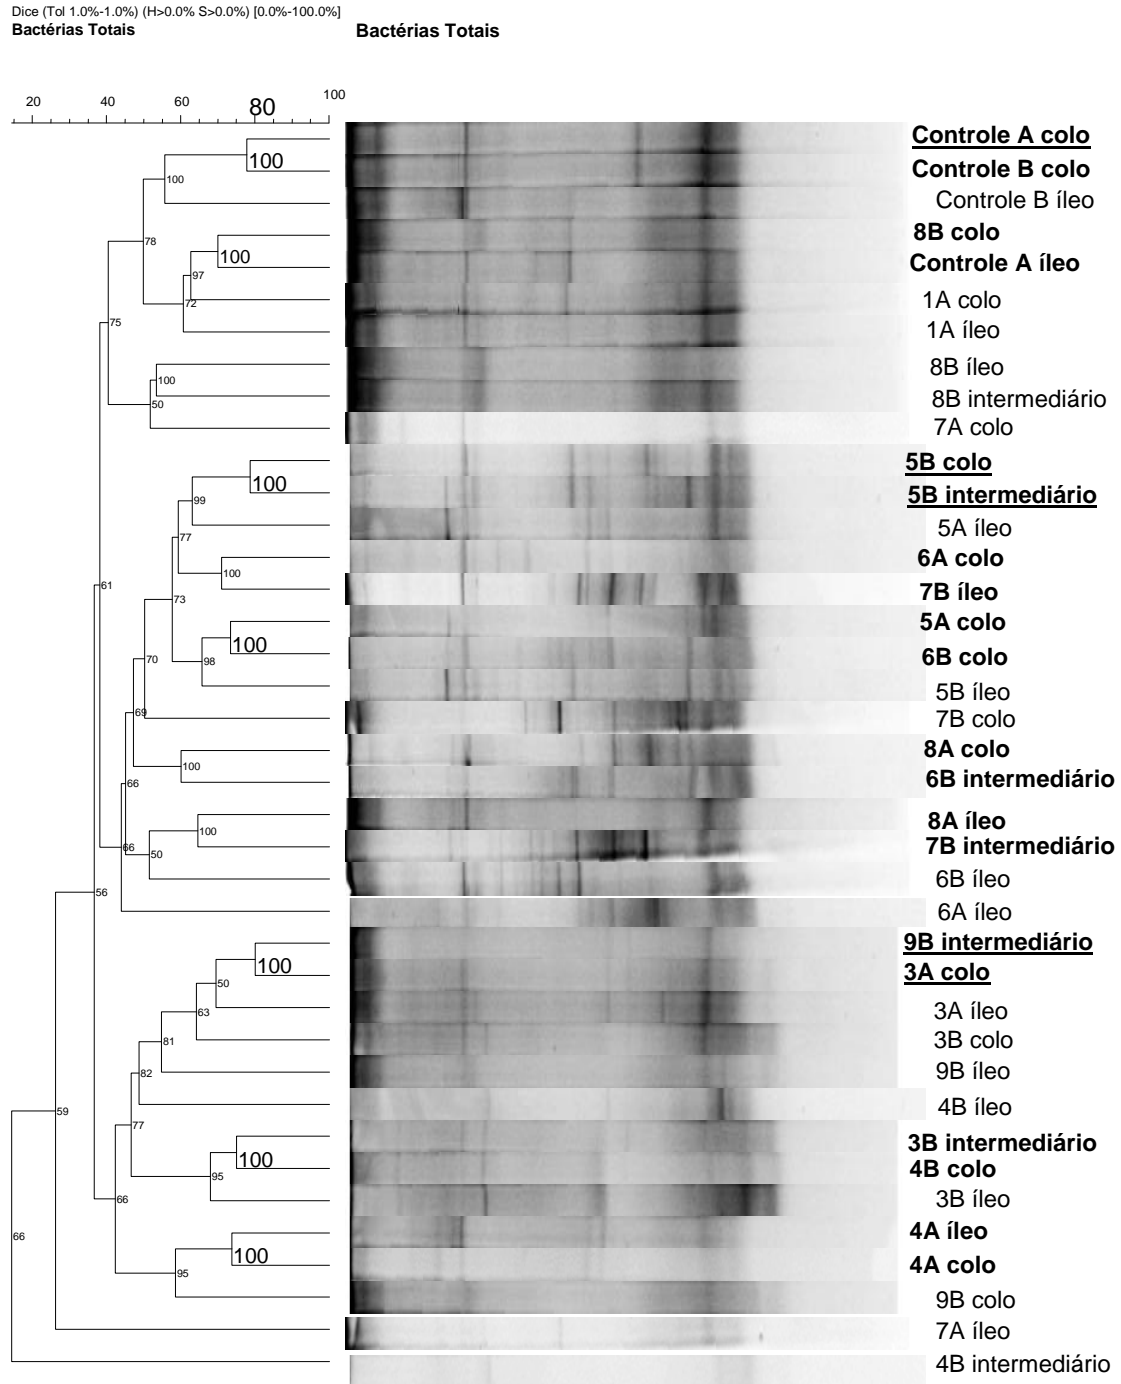 Dice (Tol 1.0%-1.0%) (H>0.0% S>0.0%) [0.0%-100.0%]
Bactérias Totais Bactérias Totais
20 40 60 80 100
Controle A colo
100
Controle B colo
100
Controle B íleo
78
8B colo
100
Controle A íleo
97
1A colo
72
1A íleo
75
8B íleo
100
8B intermediário
50
7A colo
61
5B colo
100
5B intermediário
99
5A íleo
77
6A colo
100
7B íleo
73
5A colo
100
6B colo
98
5B íleo
70
7B colo
69
8A colo
100
6B intermediário
66
8A íleo
100
7B intermediário
66
50
6B íleo
56
6A íleo
9B intermediário
100
3A colo
50
3A íleo
63
3B colo
81
9B íleo
82
4B íleo
59
77
3B intermediário
100
4B colo
95
3B íleo
66
4A íleo
66
100
4A colo
95
9B colo
7A íleo
4B intermediário